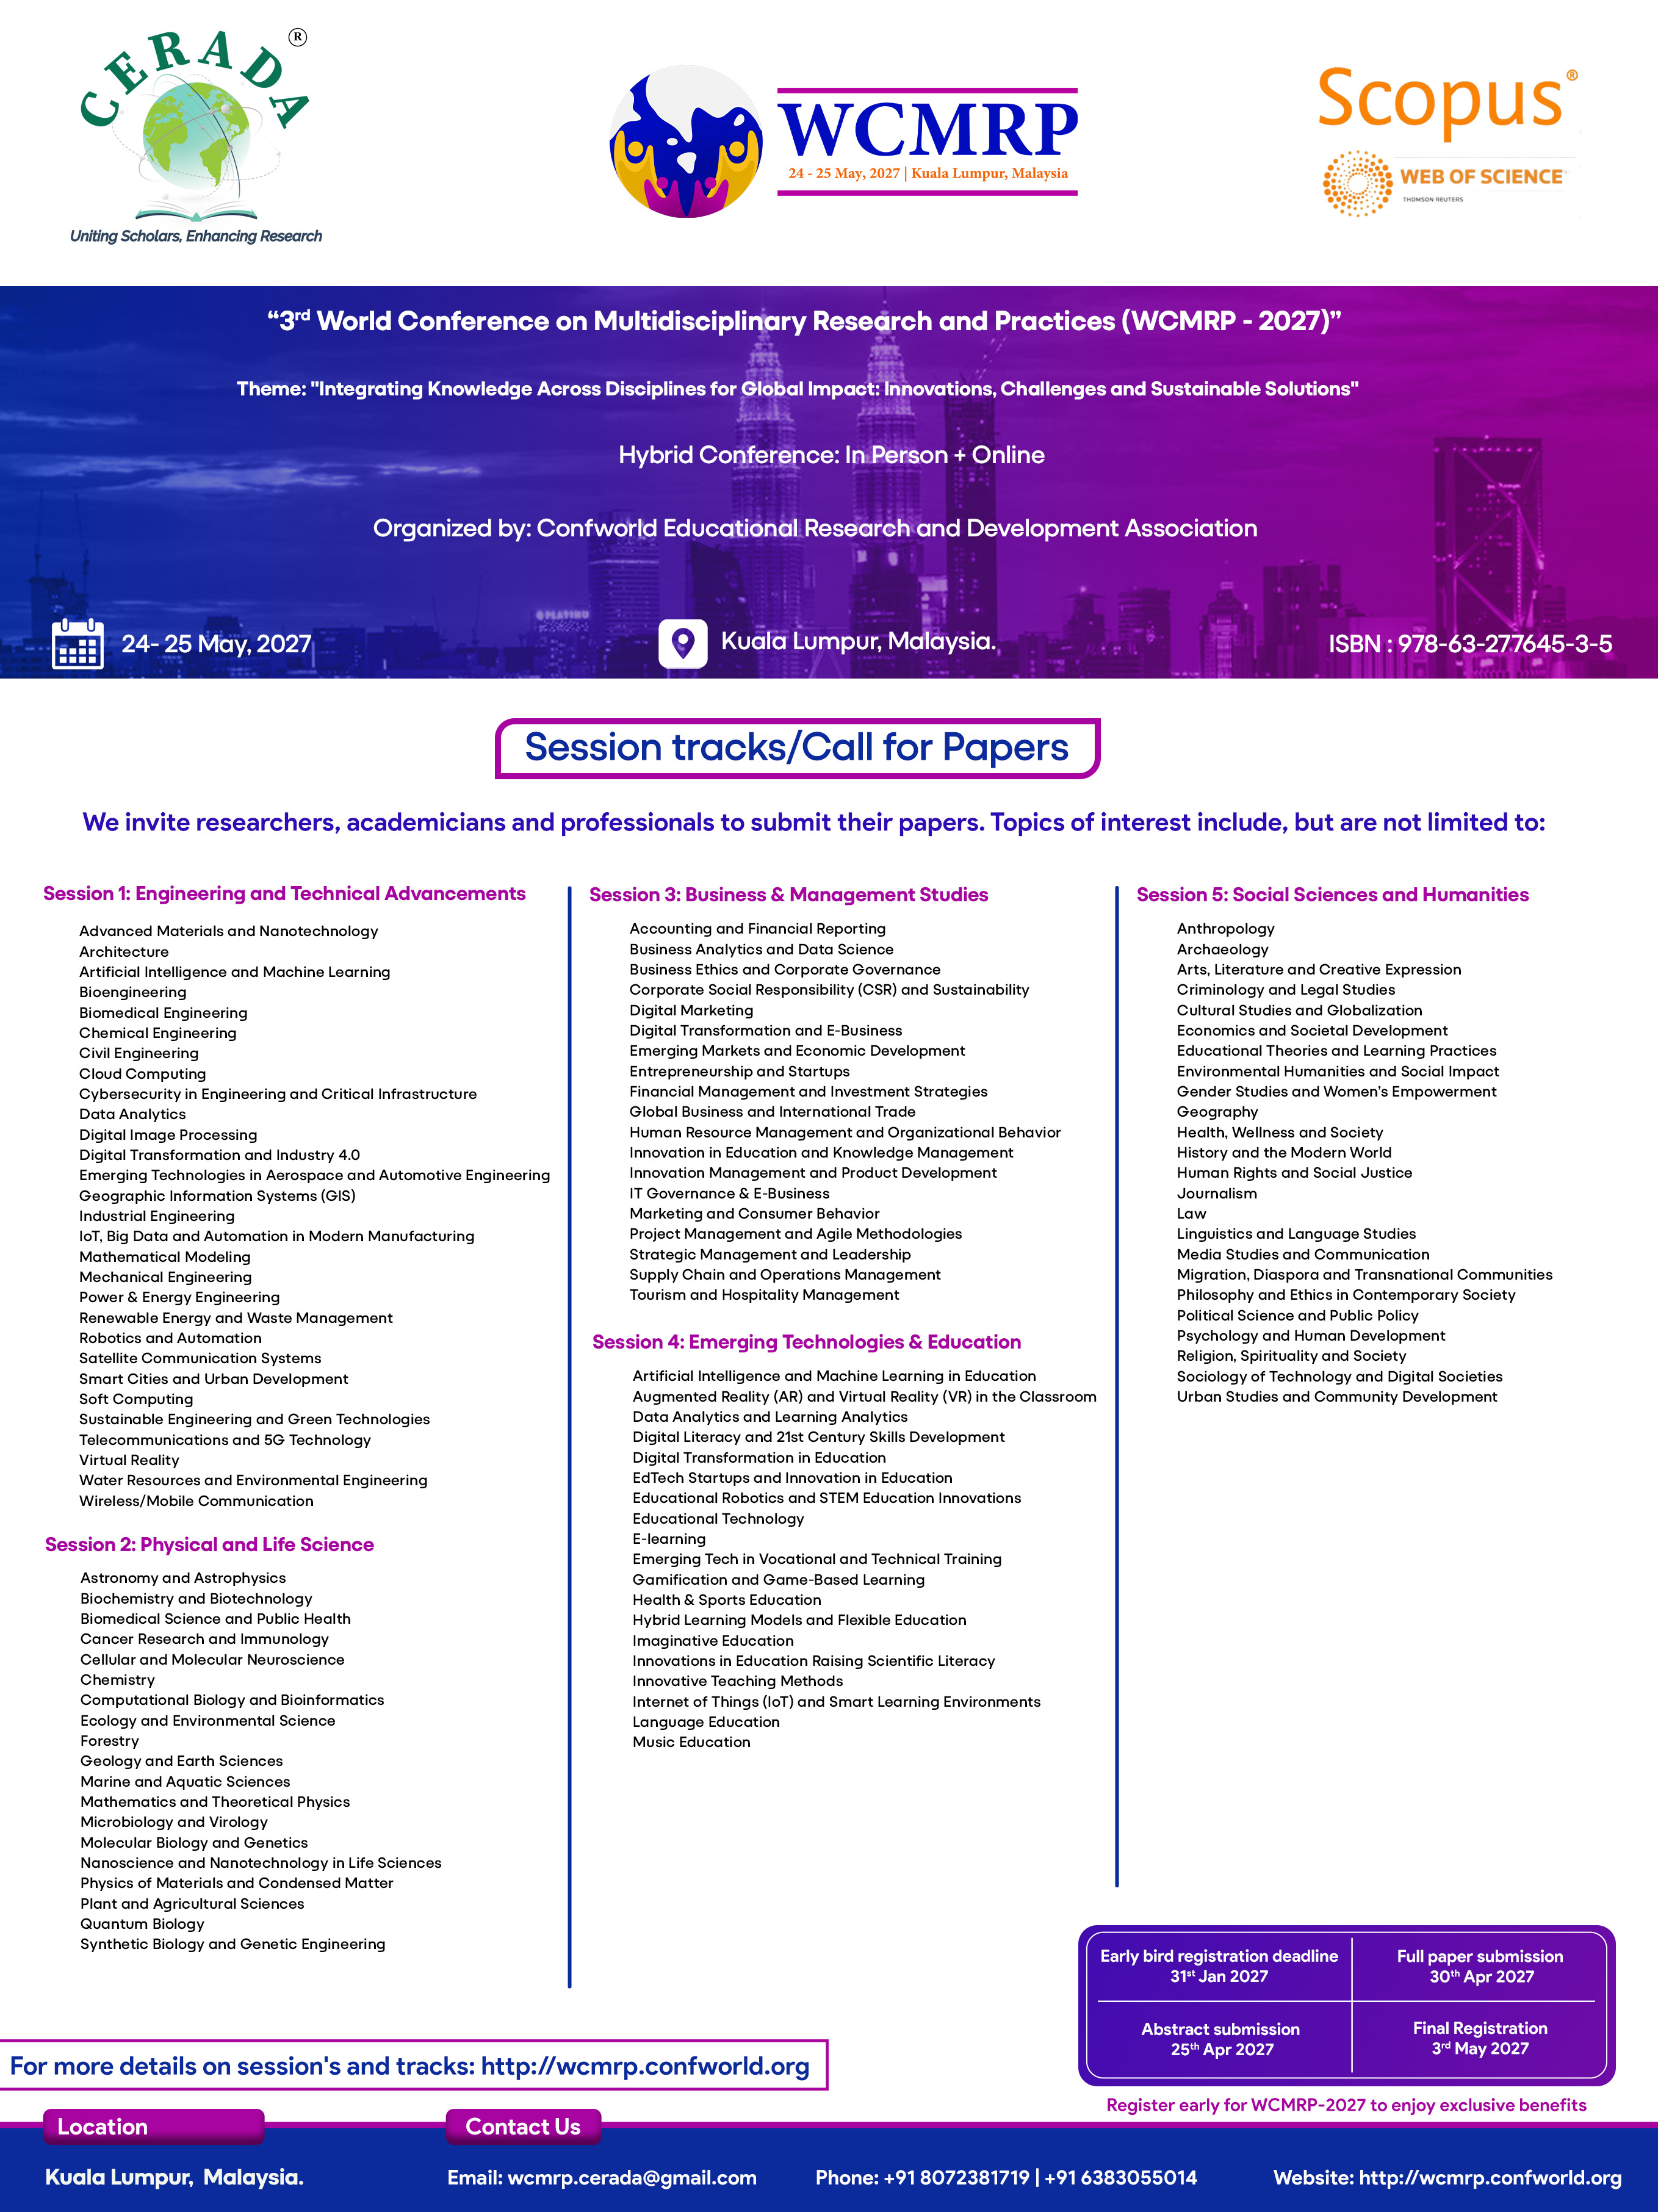 CERADA ®
Uniting Scholars, Enhancing Research
WCMRP
24 - 25 May, 2027 | Kuala Lumpur, Malaysia
Scopus®
WEB OF SCIENCE
THOMSON REUTERS
“3rd World Conference on Multidisciplinary Research and Practices (WCMRP - 2027)”
Theme: "Integrating Knowledge Across Disciplines for Global Impact: Innovations, Challenges and Sustainable Solutions"
Hybrid Conference: In Person + Online
Organized by: Confworld Educational Research and Development Association
PLATINU
24- 25 May, 2027
Kuala Lumpur, Malaysia.
ISBN : 978-63-277645-3-5
Session tracks/Call for Papers
We invite researchers, academicians and professionals to submit their papers. Topics of interest include, but are not limited to:
Session 1: Engineering and Technical Advancements
Advanced Materials and Nanotechnology
Architecture
Artificial Intelligence and Machine Learning
Bioengineering
Biomedical Engineering
Chemical Engineering
Civil Engineering
Cloud Computing
Cybersecurity in Engineering and Critical Infrastructure
Data Analytics
Digital Image Processing
Digital Transformation and Industry 4.0
Emerging Technologies in Aerospace and Automotive Engineering
Geographic Information Systems (GIS)
Industrial Engineering
IoT, Big Data and Automation in Modern Manufacturing
Mathematical Modeling
Mechanical Engineering
Power & Energy Engineering
Renewable Energy and Waste Management
Robotics and Automation
Satellite Communication Systems
Smart Cities and Urban Development
Soft Computing
Sustainable Engineering and Green Technologies
Telecommunications and 5G Technology
Virtual Reality
Water Resources and Environmental Engineering
Wireless/Mobile Communication
Session 2: Physical and Life Science
Astronomy and Astrophysics
Biochemistry and Biotechnology
Biomedical Science and Public Health
Cancer Research and Immunology
Cellular and Molecular Neuroscience
Chemistry
Computational Biology and Bioinformatics
Ecology and Environmental Science
Forestry
Geology and Earth Sciences
Marine and Aquatic Sciences
Mathematics and Theoretical Physics
Microbiology and Virology
Molecular Biology and Genetics
Nanoscience and Nanotechnology in Life Sciences
Physics of Materials and Condensed Matter
Plant and Agricultural Sciences
Quantum Biology
Synthetic Biology and Genetic Engineering
Session 3: Business & Management Studies
Accounting and Financial Reporting
Business Analytics and Data Science
Business Ethics and Corporate Governance
Corporate Social Responsibility (CSR) and Sustainability
Digital Marketing
Digital Transformation and E-Business
Emerging Markets and Economic Development
Entrepreneurship and Startups
Financial Management and Investment Strategies
Global Business and International Trade
Human Resource Management and Organizational Behavior
Innovation in Education and Knowledge Management
Innovation Management and Product Development
IT Governance & E-Business
Marketing and Consumer Behavior
Project Management and Agile Methodologies
Strategic Management and Leadership
Supply Chain and Operations Management
Tourism and Hospitality Management
Session 4: Emerging Technologies & Education
Artificial Intelligence and Machine Learning in Education
Augmented Reality (AR) and Virtual Reality (VR) in the Classroom
Data Analytics and Learning Analytics
Digital Literacy and 21st Century Skills Development
Digital Transformation in Education
EdTech Startups and Innovation in Education
Educational Robotics and STEM Education Innovations
Educational Technology
E-learning
Emerging Tech in Vocational and Technical Training
Gamification and Game-Based Learning
Health & Sports Education
Hybrid Learning Models and Flexible Education
Imaginative Education
Innovations in Education Raising Scientific Literacy
Innovative Teaching Methods
Internet of Things (IoT) and Smart Learning Environments
Language Education
Music Education
Session 5: Social Sciences and Humanities
Anthropology
Archaeology
Arts, Literature and Creative Expression
Criminology and Legal Studies
Cultural Studies and Globalization
Economics and Societal Development
Educational Theories and Learning Practices
Environmental Humanities and Social Impact
Gender Studies and Women’s Empowerment
Geography
Health, Wellness and Society
History and the Modern World
Human Rights and Social Justice
Journalism
Law
Linguistics and Language Studies
Media Studies and Communication
Migration, Diaspora and Transnational Communities
Philosophy and Ethics in Contemporary Society
Political Science and Public Policy
Psychology and Human Development
Religion, Spirituality and Society
Sociology of Technology and Digital Societies
Urban Studies and Community Development
Early bird registration deadline
31st Jan 2027
Full paper submission
30th Apr 2027
Abstract submission
25th Apr 2027
Final Registration
3rd May 2027
For more details on session's and tracks: http://wcmrp.confworld.org
Register early for WCMRP-2027 to enjoy exclusive benefits
Location
Contact Us
Kuala Lumpur, Malaysia.
Email: wcmrp.cerada@gmail.com
Phone: +91 8072381719 | +91 6383055014
Website: http://wcmrp.confworld.org